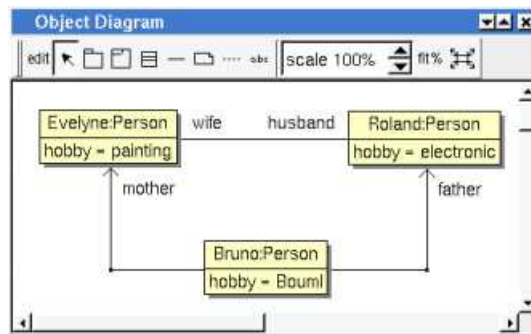 Object Diagram
edit abc scale 100% fit%
Evelyne:Person wife husband Roland:Person
hobby = painting hobby = electronic
mother father
Bruno:Person
hobby = Bouml